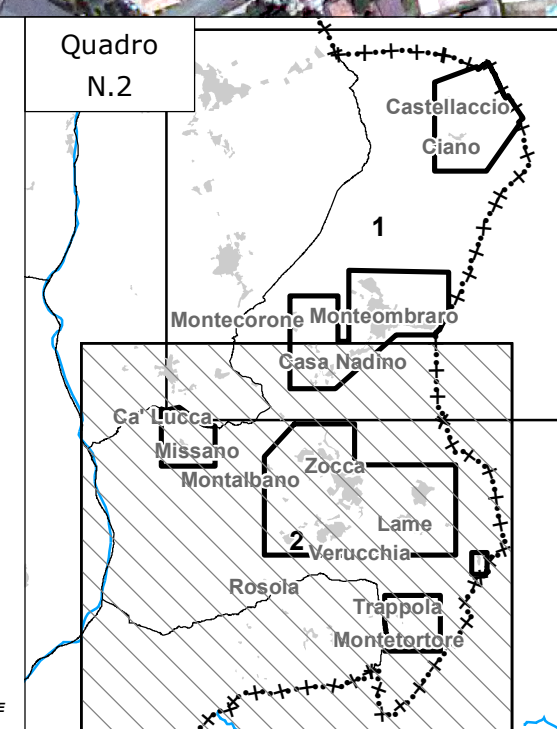 Quadro
N.2
Castellaccio
Ciano
1
Montecorone
Monteombraro
Casa Nadino
Ca' Lucca
Missano
Montalbano
Zocca
Lame
2
Verucchia
Rosola
Trappola
Montetortore